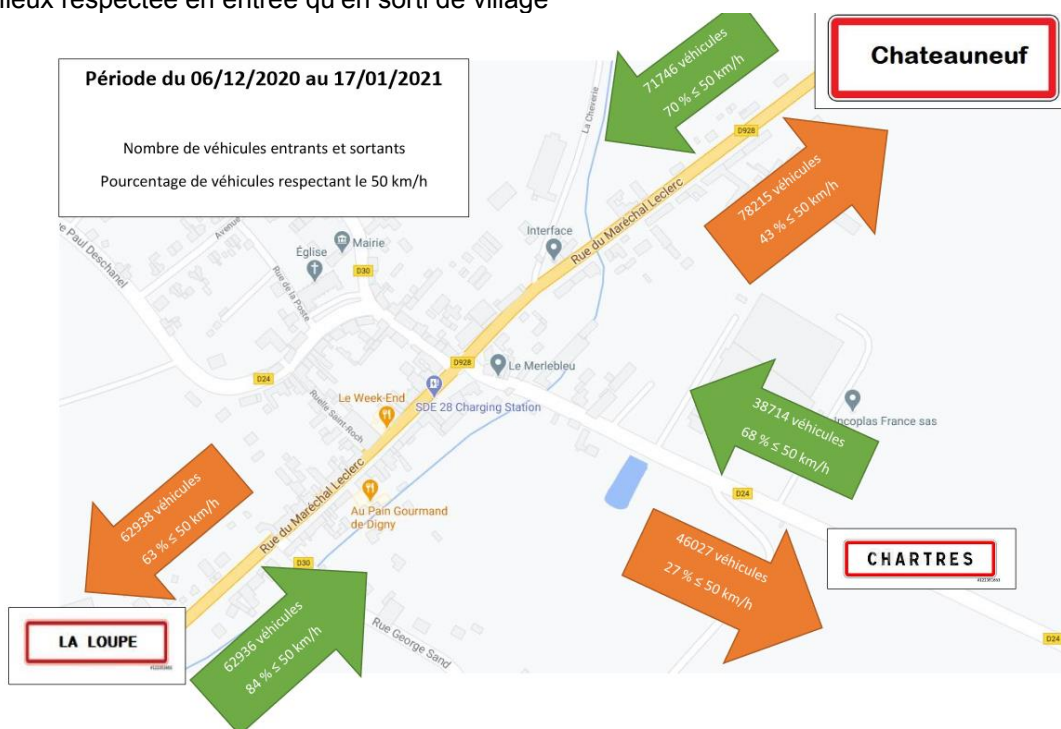 ieux respectée en entrée qu'en sorti de village
Période du 06/12/2020 au 17/01/2021
Nombre de véhicules entrants et sortants
Pourcentage de véhicules respectant le 50 km/h
Chateauneuf
71746 véhicules
70 % ≤ 50 km/h
La Cheverie
D928
78215 véhicules
43 % ≤ 50 km/h
Rue du Maréchal Leclerc
Interface
Paul Deschanel
Avenue
Mairie
Église
D30
Rue de la Poste
D928
Le Merlebleu
D24
Le Week-End
SDE 28 Charging Station
Ruelle Saint-Roch
38714 véhicules
68 % ≤ 50 km/h
ncoplas France sas
62938 véhicules
63 % ≤ 50 km/h
Rue du Maréchal Leclerc
Au Pain Gourmand
de Digny
D24
46027 véhicules
27 % ≤ 50 km/h
CHARTRES
D30
LA LOUPE
62936 véhicules
84 % ≤ 50 km/h
Rue George Sand
D24